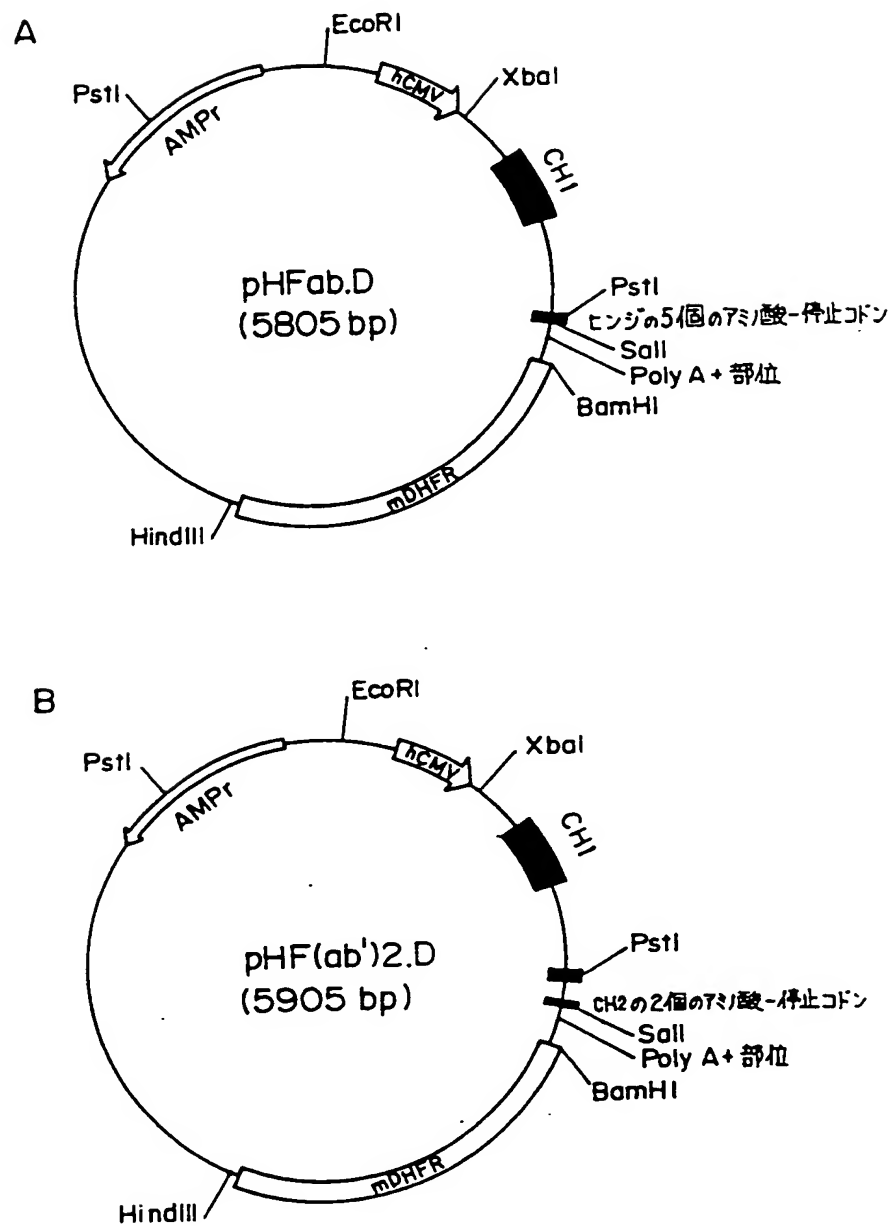 A
EcoRI
hCMV
XbaI
PstI
AMPr
CH1
pHFab.D
(5805 bp)
PstI
ヒンジの5個のアミノ酸-停止コドン
SalI
Poly A+ 部位
BamHI
mDHFR
HindIII
B
EcoRI
hCMV
XbaI
PstI
AMPr
CH1
pHF(ab')2.D
(5905 bp)
PstI
CH2の2個のアミノ酸-停止コドン
SalI
Poly A+ 部位
BamHI
mDHFR
HindIII